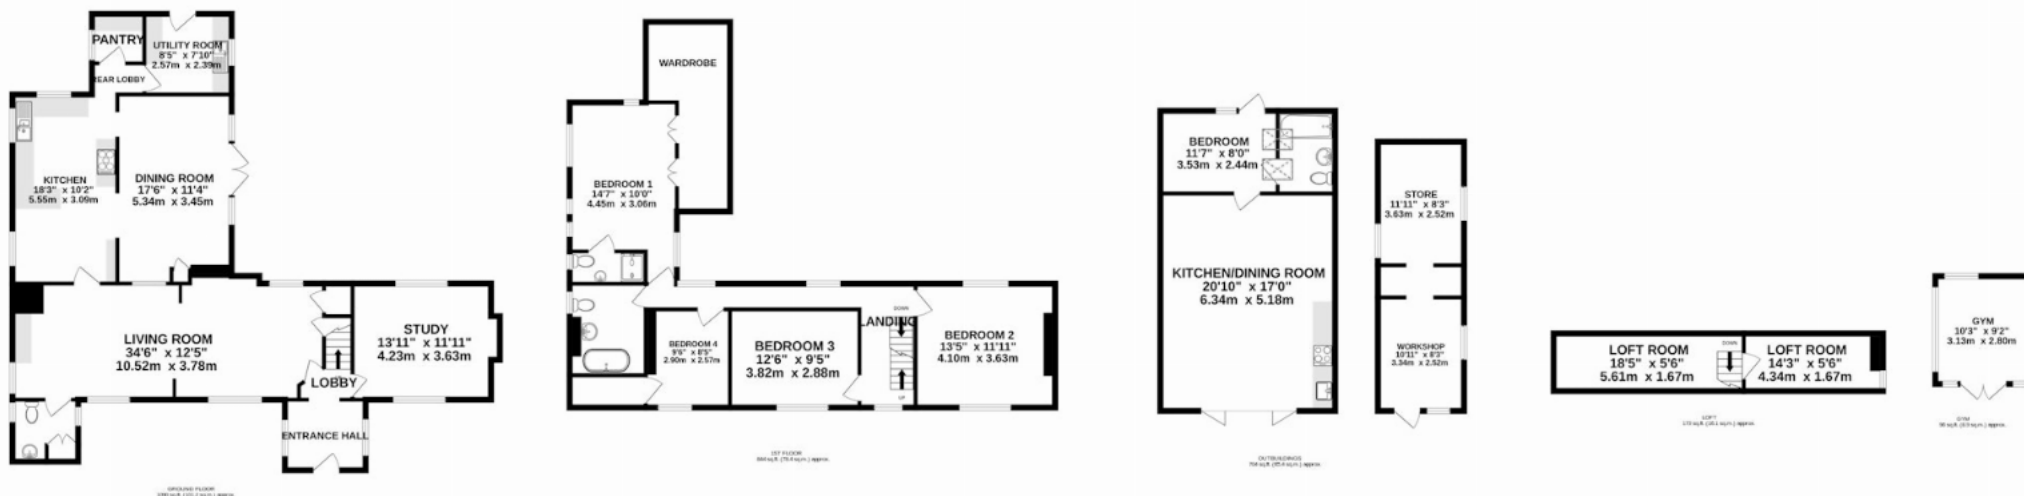 PANTRY
UTILITY ROOM
8'5" x 7'10"
2.57m x 2.39m
REAR LOBBY
KITCHEN
18'3" x 10'2"
5.55m x 3.09m
DINING ROOM
17'6" x 11'4"
5.34m x 3.45m
LIVING ROOM
34'6" x 12'5"
10.52m x 3.78m
STUDY
13'11" x 11'11"
4.23m x 3.63m
LOBBY
ENTRANCE HALL
GROUND FLOOR
WARDROBE
BEDROOM 1
14'7" x 10'0"
4.45m x 3.06m
BEDROOM 4
9'6" x 8'5"
2.90m x 2.57m
BEDROOM 3
12'6" x 9'5"
3.82m x 2.88m
DOWN
LANDING
UP
BEDROOM 2
13'5" x 11'11"
4.10m x 3.63m
1ST FLOOR
BEDROOM
11'7" x 8'0"
3.53m x 2.44m
KITCHEN/DINING ROOM
20'10" x 17'0"
6.34m x 5.18m
STORE
11'11" x 8'3"
3.63m x 2.52m
WORKSHOP
10'11" x 8'3"
3.34m x 2.52m
OUTBUILDINGS
LOFT ROOM
18'5" x 5'6"
5.61m x 1.67m
DOWN
LOFT ROOM
14'3" x 5'6"
4.34m x 1.67m
LOFT
GYM
10'3" x 9'2"
3.13m x 2.80m
GYM